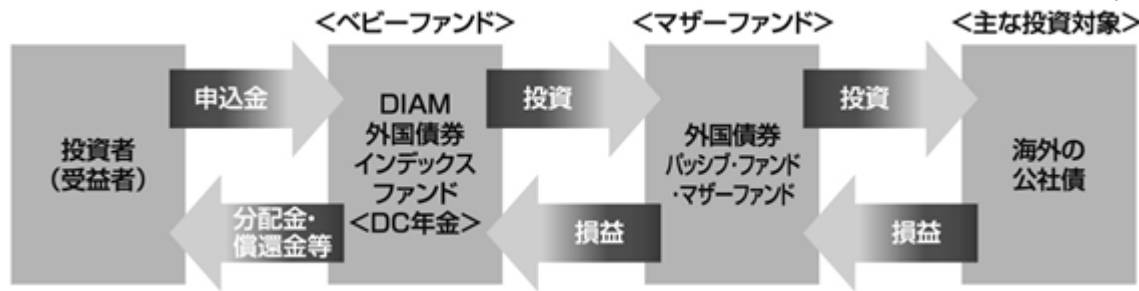 <ベビーファンド>
<マザーファンド>
<主な投資対象>
投資者
(受益者)
申込金
分配金・
償還金等
DIAM
外国債券
インデックス
ファンド
<DC年金>
投資
損益
外国債券
パッシブ・ファンド
・マザーファンド
投資
損益
海外の
公社債